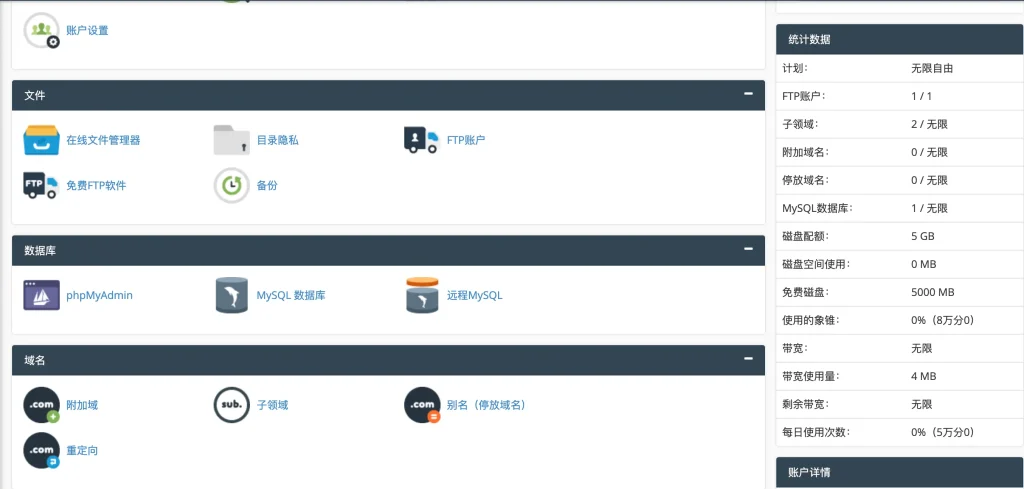 账户设置
文件
在线文件管理器
目录隐私
FTP账户
免费FTP软件
备份
数据库
phpMyAdmin
MySQL 数据库
远程MySQL
域名
附加域
子领域
别名（停放域名）
重定向
统计数据
计划： 无限自由
FTP账户： 1 / 1
子领域： 2 / 无限
附加域名： 0 / 无限
停放域名： 0 / 无限
MySQL数据库： 1 / 无限
磁盘配额： 5 GB
磁盘空间使用： 0 MB
免费磁盘： 5000 MB
使用的象锥： 0%（8万分0）
带宽： 无限
带宽使用量： 4 MB
剩余带宽： 无限
每日使用次数： 0%（5万分0）
账户详情